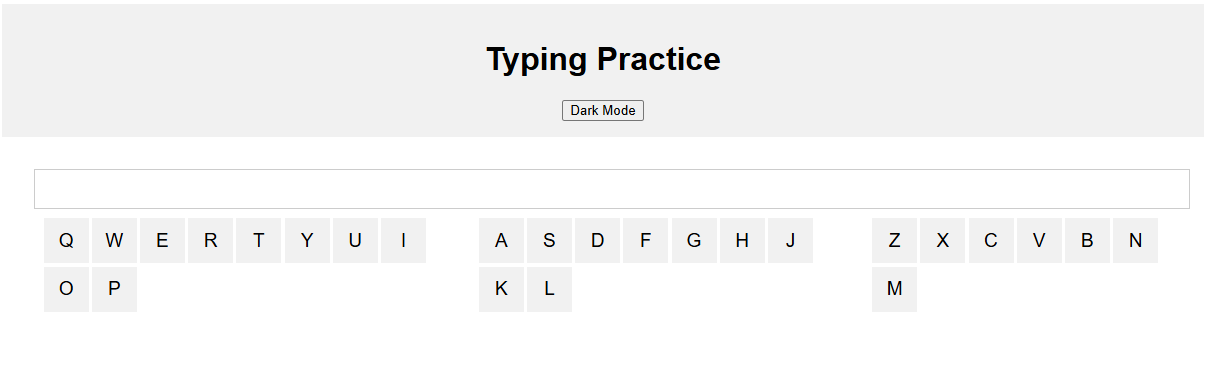 Typing Practice
Dark Mode
Q W E R T Y U I
O P
A S D F G H J
K L
Z X C V B N
M